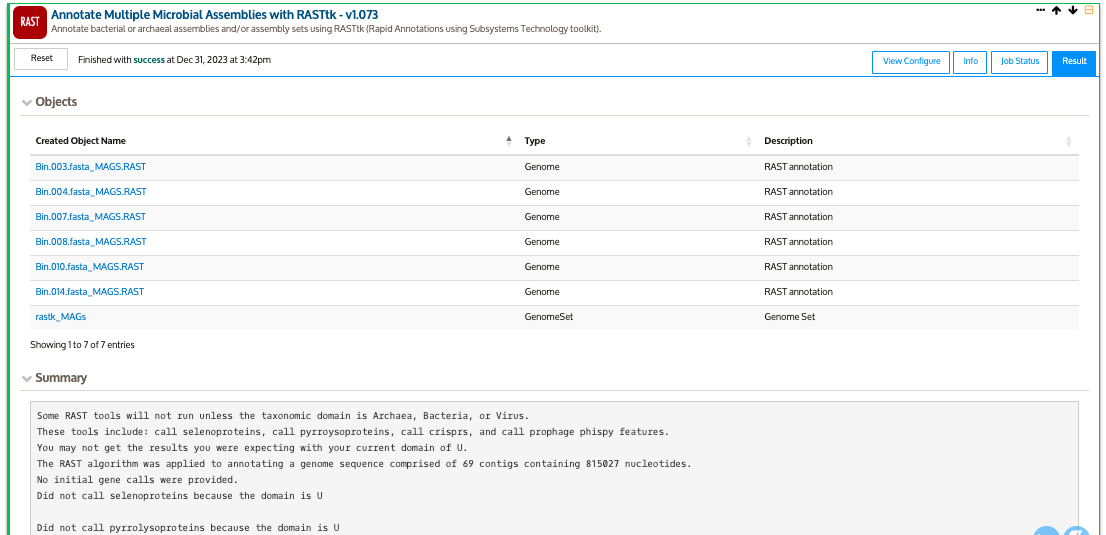 RAST
Annotate Multiple Microbial Assemblies with RASTtk - v1.073
Annotate bacterial or archaeal assemblies and/or assembly sets using RASTtk (Rapid Annotations using Subsystems Technology toolkit).
Reset
Finished with success at Dec 31, 2023 at 3:42pm
View Configure
Info
Job Status
Result
Objects
Created Object Name Type Description
Bin.003.fasta_MAGS.RAST Genome RAST annotation
Bin.004.fasta_MAGS.RAST Genome RAST annotation
Bin.007.fasta_MAGS.RAST Genome RAST annotation
Bin.008.fasta_MAGS.RAST Genome RAST annotation
Bin.010.fasta_MAGS.RAST Genome RAST annotation
Bin.014.fasta_MAGS.RAST Genome RAST annotation
rastk_MAGs GenomeSet Genome Set
Showing 1 to 7 of 7 entries
Summary
Some RAST tools will not run unless the taxonomic domain is Archaea, Bacteria, or Virus.
These tools include: call selenoproteins, call pyrroysoproteins, call crisprs, and call prophage phispy features.
You may not get the results you were expecting with your current domain of U.
The RAST algorithm was applied to annotating a genome sequence comprised of 69 contigs containing 815027 nucleotides.
No initial gene calls were provided.
Did not call selenoproteins because the domain is U
Did not call pyrrolysoproteins because the domain is U